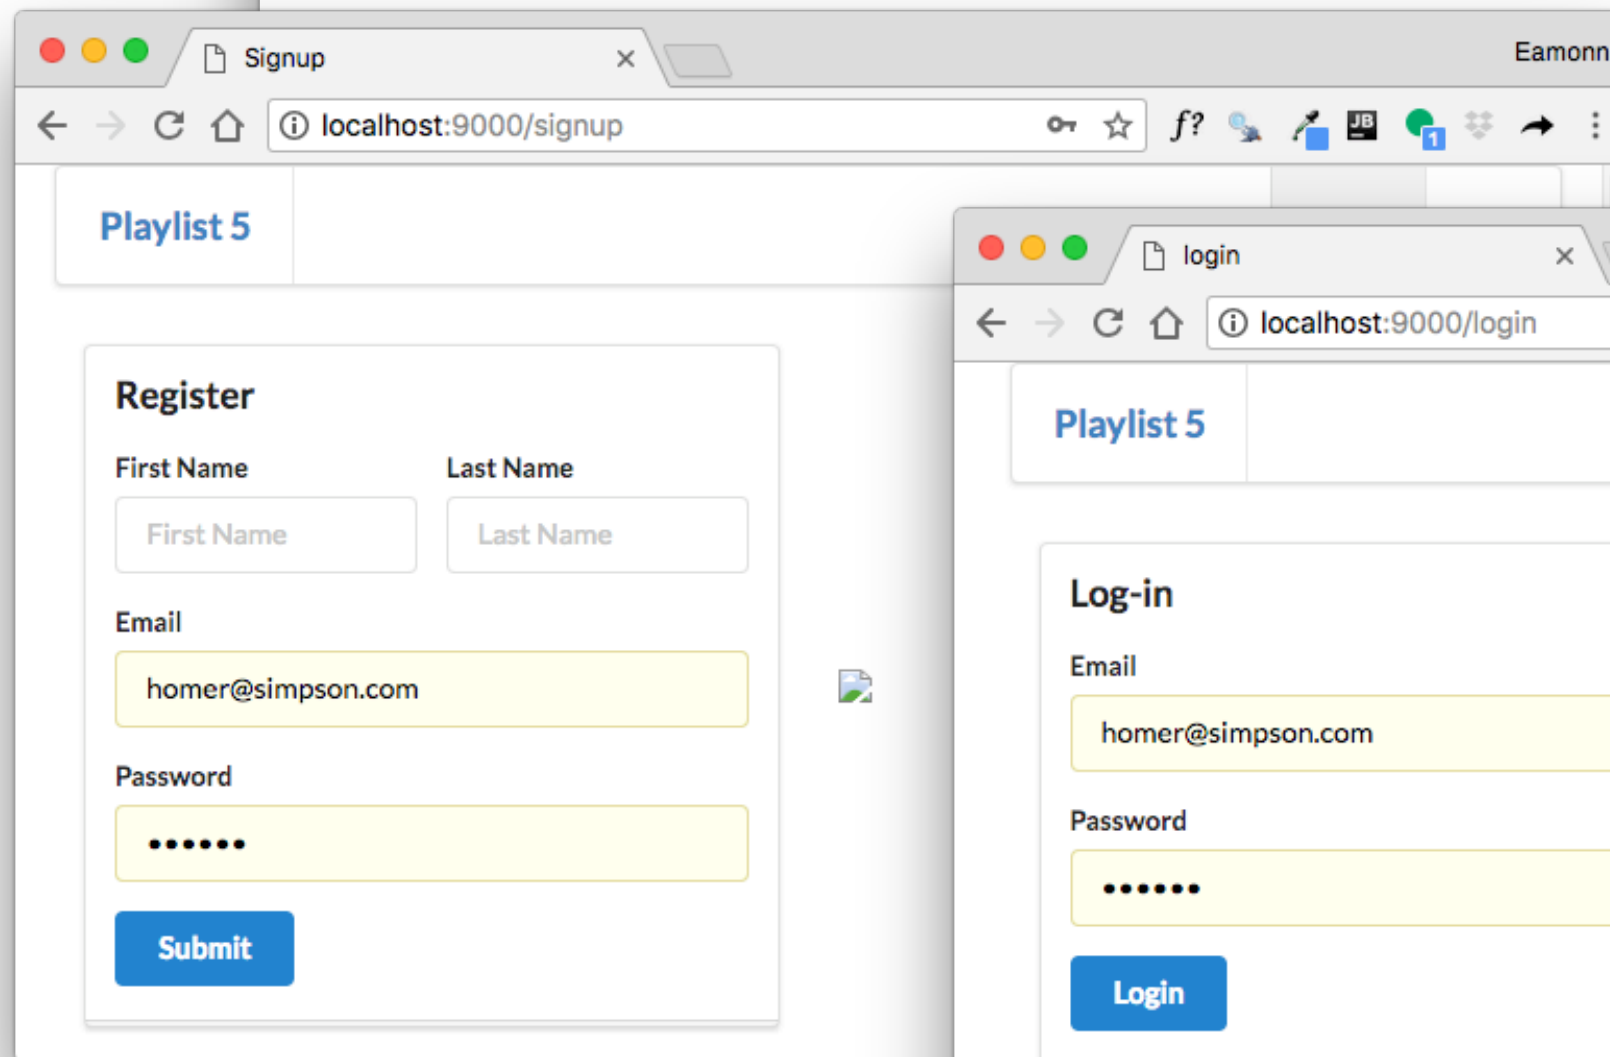 Signup
Eamonn
localhost:9000/signup
f?
JB
1
Playlist 5
Register
First Name
Last Name
First Name
Last Name
Email
homer@simpson.com
Password
••••••
Submit
login
localhost:9000/login
Playlist 5
Log-in
Email
homer@simpson.com
Password
••••••
Login